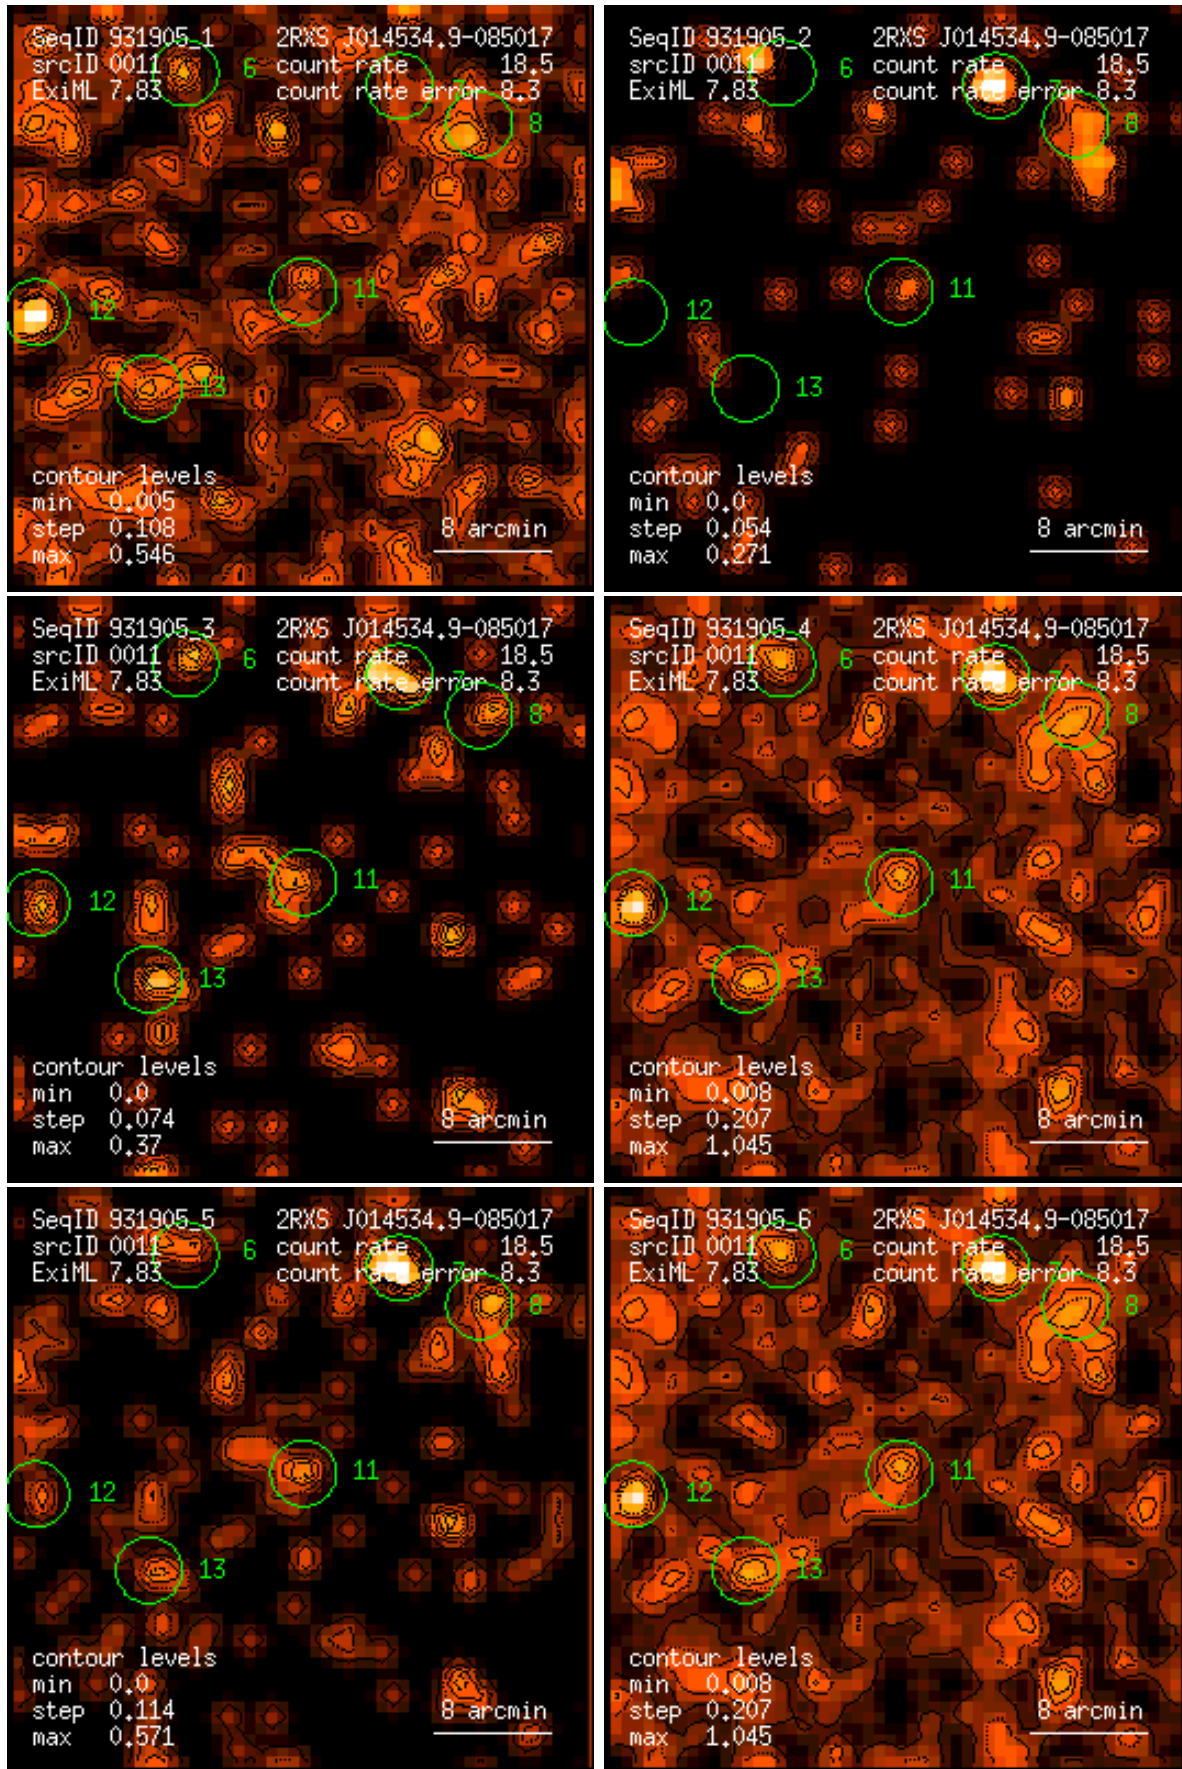 SeqID 931905_1 2RXS J014534.9-085017
srcID 0011 6 count rate 18.5
ExiML 7.83 count rate error 8.3
7
8
11
12
13
contour levels
min 0.005
step 0.108 8 arcmin
max 0.546
SeqID 931905_2 2RXS J014534.9-085017
srcID 0011 6 count rate 18.5
ExiML 7.83 count rate error 8.3
7
8
11
12
13
contour levels
min 0.0
step 0.054 8 arcmin
max 0.271
SeqID 931905_3 2RXS J014534.9-085017
srcID 0011 6 count rate 18.5
ExiML 7.83 count rate error 8.3
7
8
11
12
13
contour levels
min 0.0
step 0.074 8 arcmin
max 0.37
SeqID 931905_4 2RXS J014534.9-085017
srcID 0011 6 count rate 18.5
ExiML 7.83 count rate error 8.3
7
8
11
12
13
contour levels
min 0.008
step 0.207 8 arcmin
max 1.045
SeqID 931905_5 2RXS J014534.9-085017
srcID 0011 6 count rate 18.5
ExiML 7.83 count rate error 8.3
7
8
11
12
13
contour levels
min 0.0
step 0.114 8 arcmin
max 0.571
SeqID 931905_6 2RXS J014534.9-085017
srcID 0011 6 count rate 18.5
ExiML 7.83 count rate error 8.3
7
8
11
12
13
contour levels
min 0.008
step 0.207 8 arcmin
max 1.045